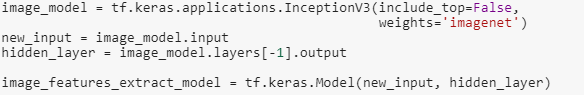 image_model = tf.keras.applications.InceptionV3(include_top=False,
                                                weights='imagenet')
new_input = image_model.input
hidden_layer = image_model.layers[-1].output
image_features_extract_model = tf.keras.Model(new_input, hidden_layer)